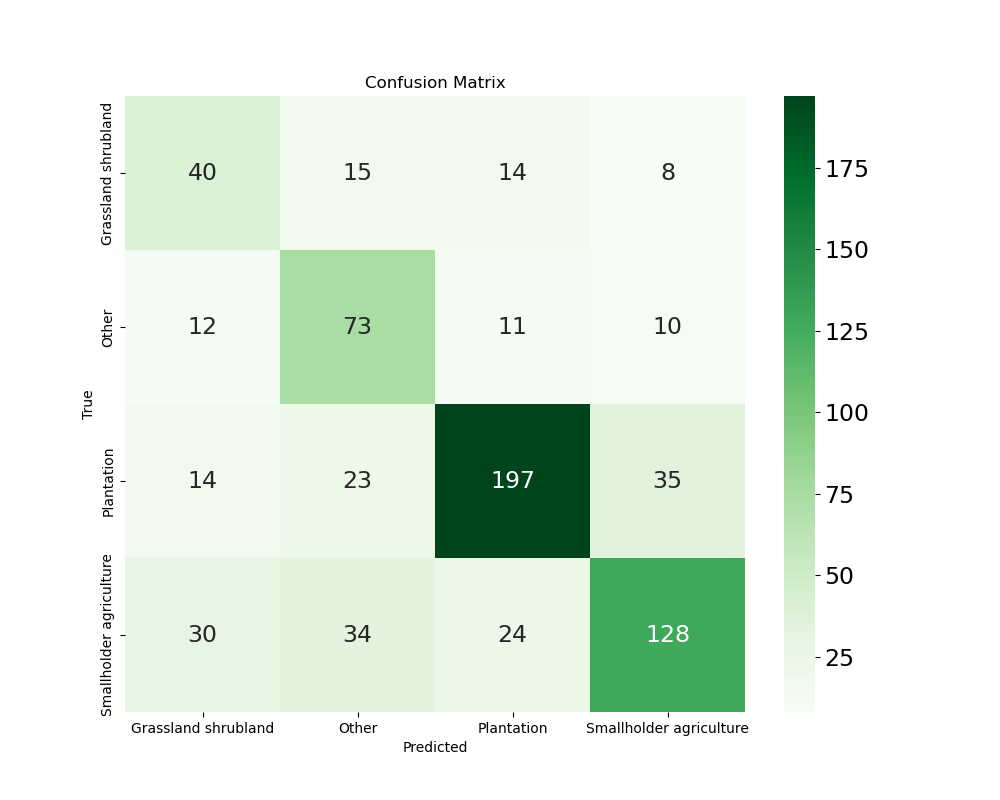 Confusion Matrix
Grassland shrubland
40 15 14 8
Other
12 73 11 10
Plantation
14 23 197 35
Smallholder agriculture
30 34 24 128
True
Grassland shrubland Other Plantation Smallholder agriculture
Predicted
175
150
125
100
75
50
25